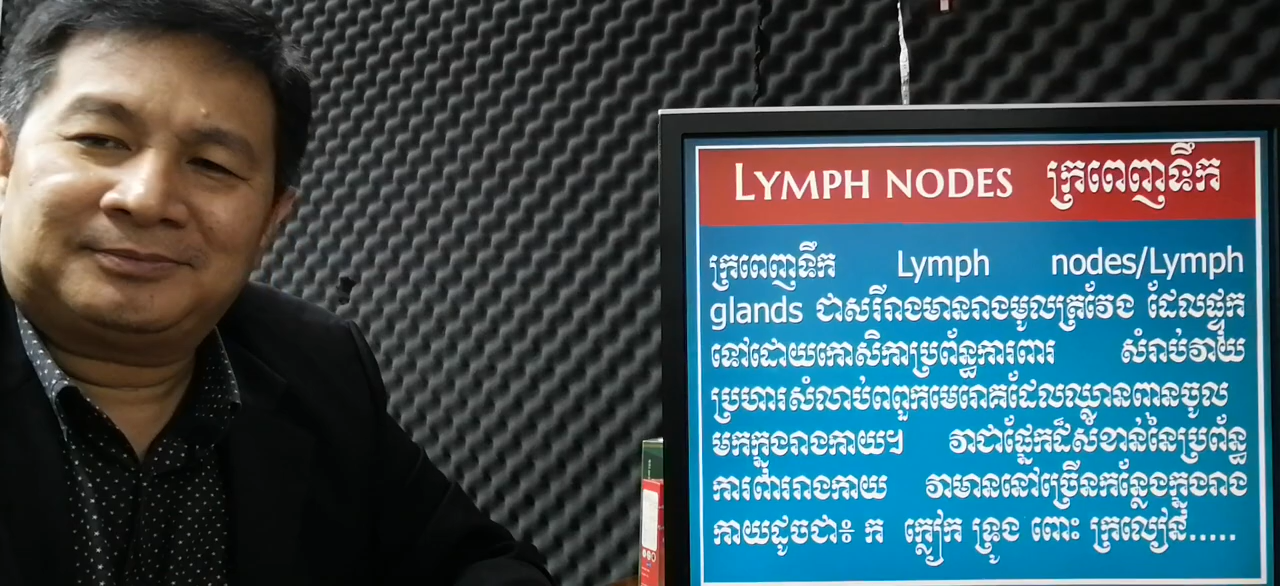 LYMPH NODES ក្រពេញទឹក
ក្រពេញទឹក Lymph nodes/Lymph
glands ជាសរីរាងមានរាងមូលត្រវែង ដែលផ្ទុក
ទៅដោយកោសិកាប្រព័ន្ធការពារ សំរាប់វាយ
ប្រហារសំលាប់ពពួកមេរោគដែលឈ្លានពានចូល
មកក្នុងរាងកាយ។ វាជាផ្នែកដ៏សំខាន់នៃប្រព័ន្ធ
ការពាររាងកាយ វាមាននៅច្រើនកន្លែងក្នុងរាង
កាយដូចជា៖ ក ក្លៀក ទ្រូង ពោះ ក្រលៀន.....